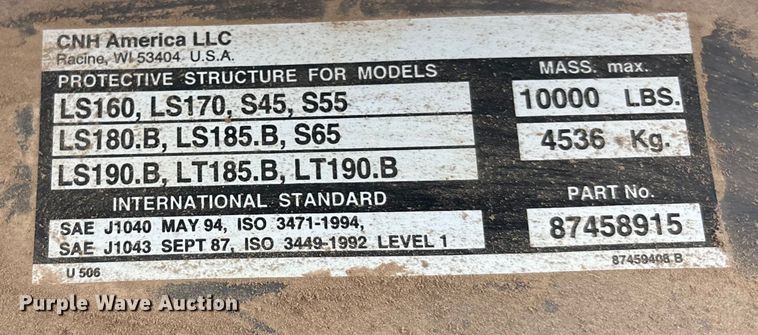 CNH America LLC
Racine, WI 53404 U.S.A.
PROTECTIVE STRUCTURE FOR MODELS
MASS. max.
LS160, LS170, S45, S55
10000 LBS.
LS180.B, LS185.B, S65
4536 Kg.
LS190.B, LT185.B, LT190.B
INTERNATIONAL STANDARD
PART No.
SAE J1040 MAY 94, ISO 3471-1994,
87458915
SAE J1043 SEPT 87, ISO 3449-1992 LEVEL 1
U 506
87459408 B
Purple Wave Auction